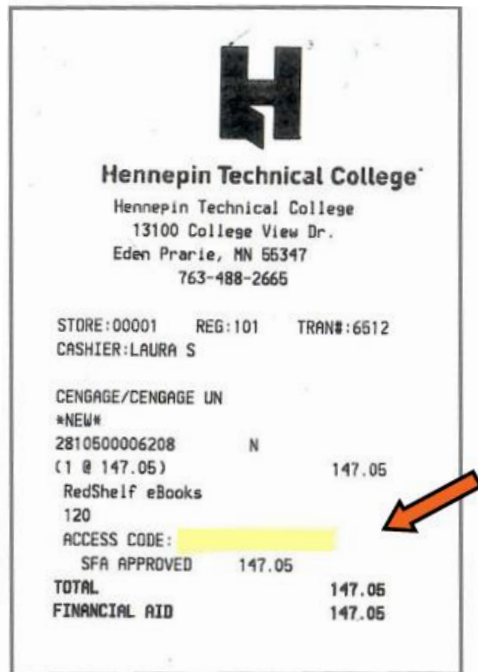 H
Hennepin Technical College
Hennepin Technical College
13100 College View Dr.
Eden Prarie, MN 55347
763-488-2665
STORE:00001 REG:101 TRAN#:6512
CASHIER:LAURA S
CENGAGE/CENGAGE UN
*NEW*
2810500006208 N
(1 @ 147.05) 147.05
RedShelf eBooks
120
ACCESS CODE:
SFA APPROVED 147.05
TOTAL 147.05
FINANCIAL AID 147.05